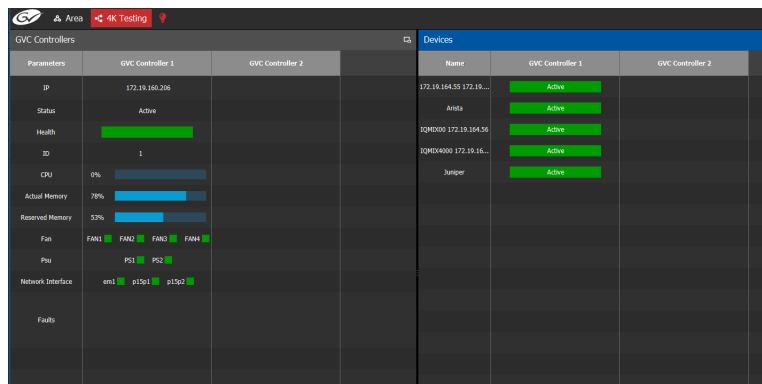 GV Area 4K Testing
GVC Controllers
Parameters GVC Controller 1 GVC Controller 2
IP 172.19.160.206
Status Active
Health
ID 1
CPU 0%
Actual Memory 78%
Reserved Memory 53%
Fan FAN1 FAN2 FAN3 FAN4
Psu PS1 PS2
Network Interface em1 p15p1 p15p2
Faults
Devices
Name GVC Controller 1 GVC Controller 2
172.19.164.55 172.19.... Active
Arista Active
IQMIX00 172.19.164.56 Active
IQMIX4000 172.19.16... Active
Juniper Active